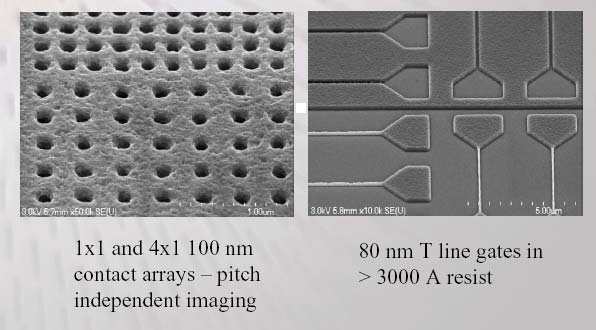 3.0kV 5.7mm x50.0k SE(U)
1.00um
3.0kV 5.8mm x10.0k SE(U)
5.00um
1x1 and 4x1 100 nm
contact arrays – pitch
independent imaging
80 nm T line gates in
> 3000 A resist